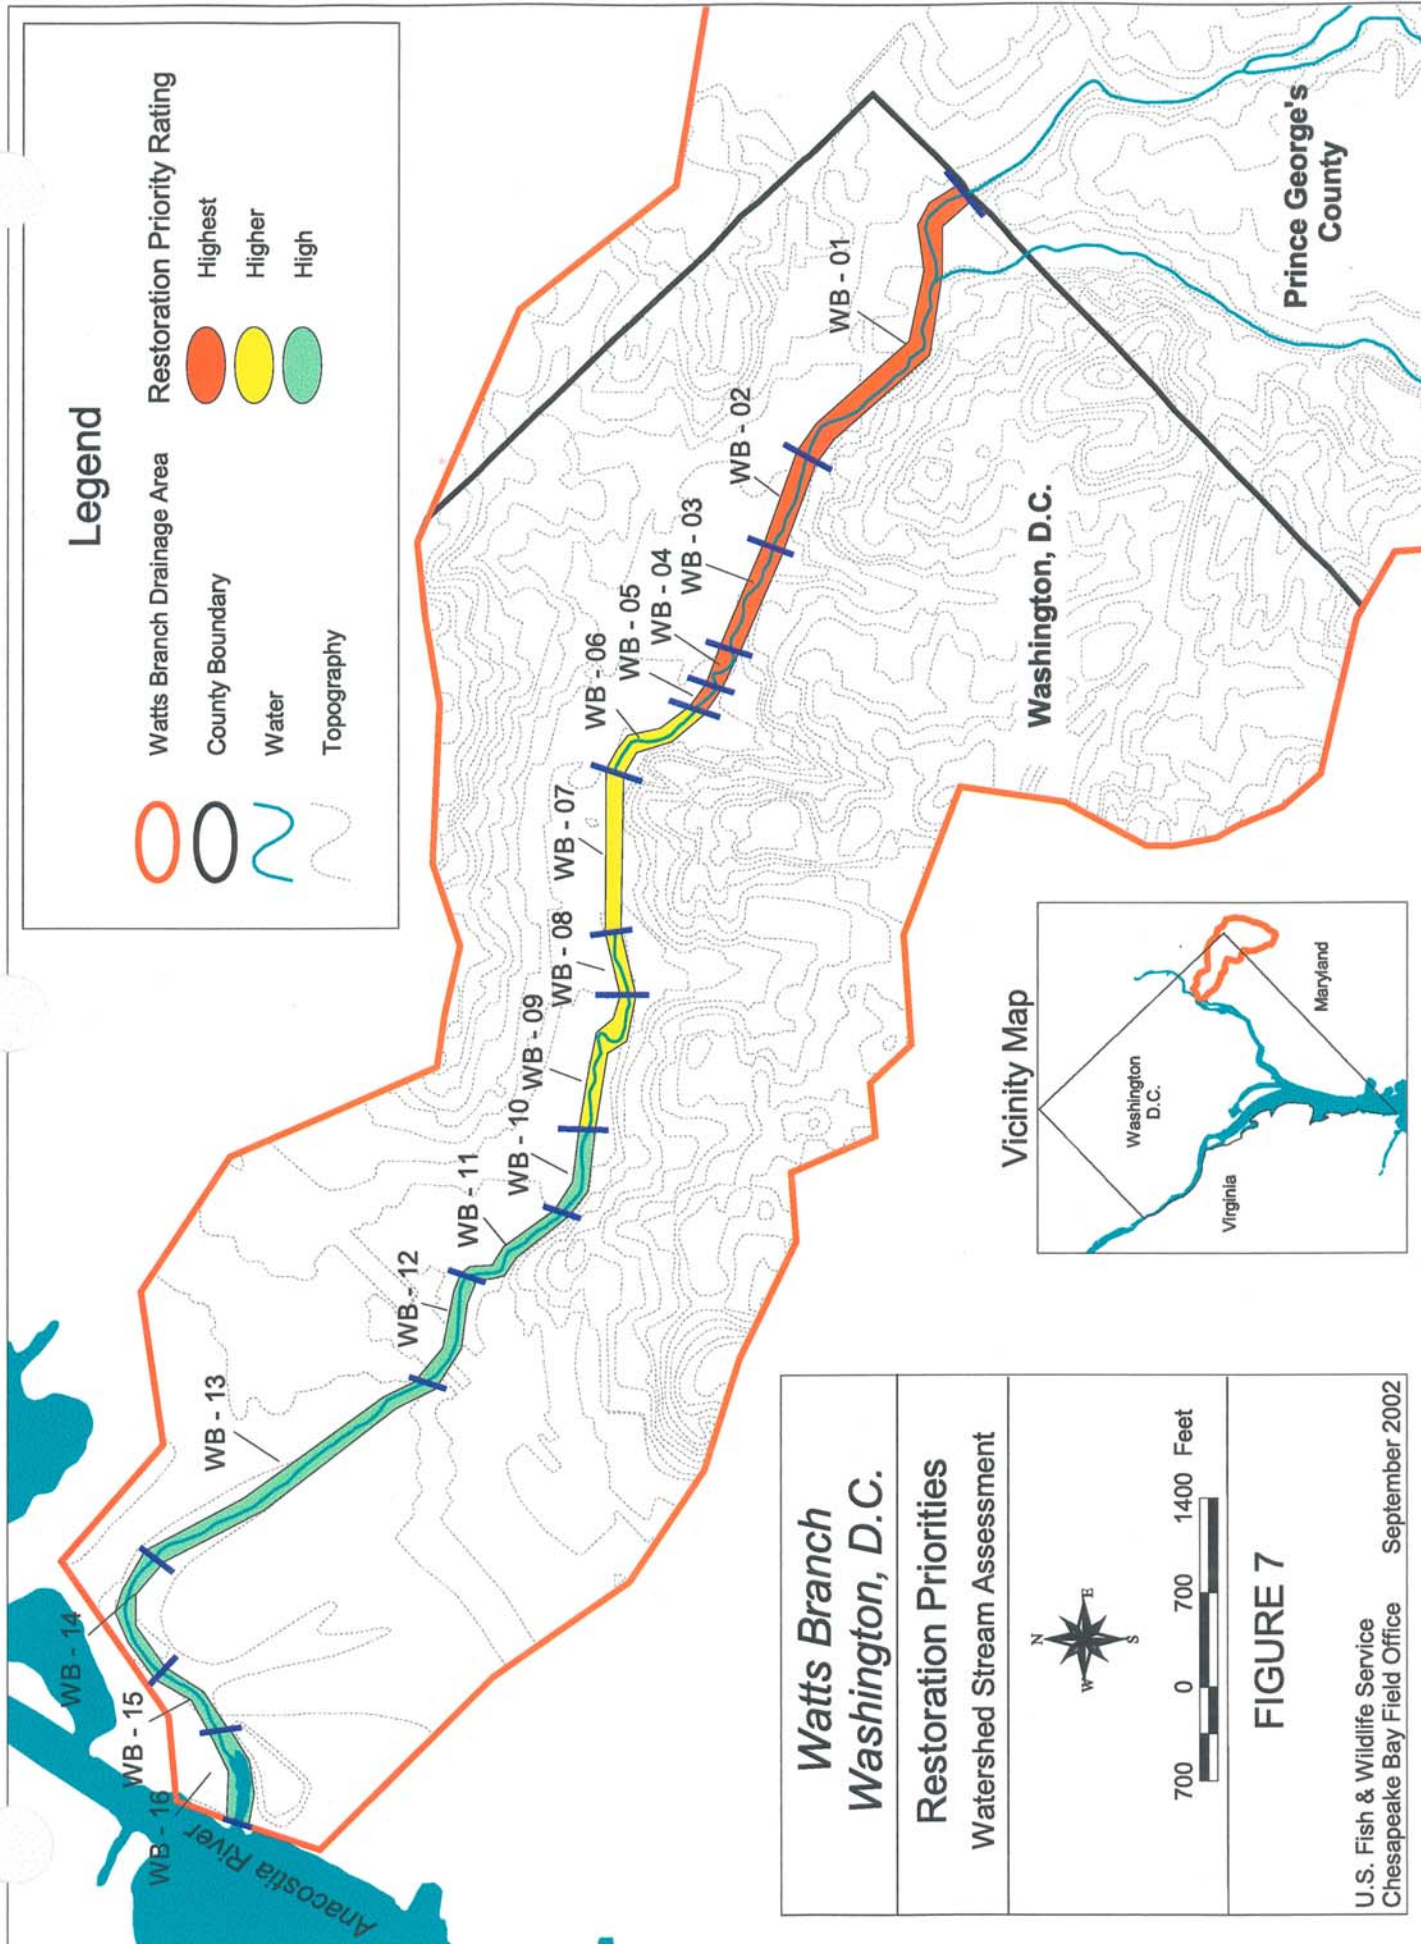 Legend
Watts Branch Drainage Area
County Boundary
Water
Topography
Restoration Priority Rating
Highest
Higher
High
WB - 01
WB - 02
WB - 03
WB - 04
WB - 05
WB - 06
WB - 07
WB - 08
WB - 09
WB - 10
WB - 11
WB - 12
WB - 13
WB - 14
WB - 15
WB - 16
Anacostia River
Washington, D.C.
Prince George's
County
Vicinity Map
Washington
D.C.
Virginia
Maryland
Watts Branch
Washington, D.C.
Restoration Priorities
Watershed Stream Assessment
N
W
E
S
700 0 700 1400 Feet
FIGURE 7
U.S. Fish & Wildlife Service
Chesapeake Bay Field Office September 2002